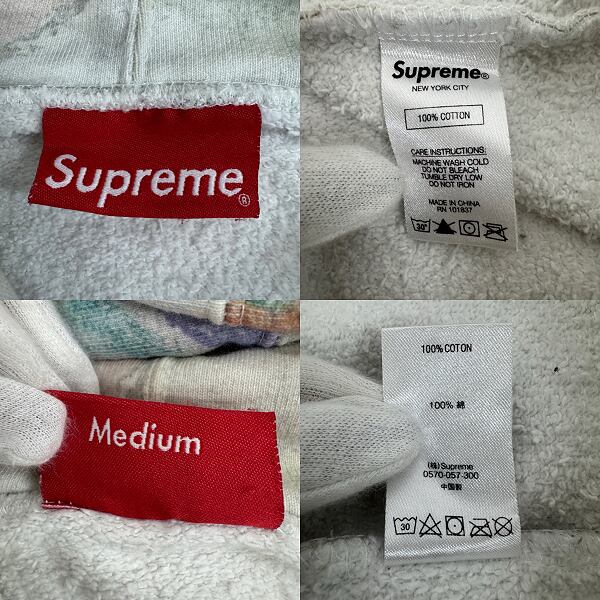 Supreme®
Supreme®
NEW YORK CITY
100% COTTON
CARE INSTRUCTIONS:
MACHINE WASH COLD
DO NOT BLEACH
TUMBLE DRY LOW
DO NOT IRON
MADE IN CHINA
RN 101837
30°
Medium
100% COTON
100% 綿
(株) Supreme
0570-057-300
中国製
30